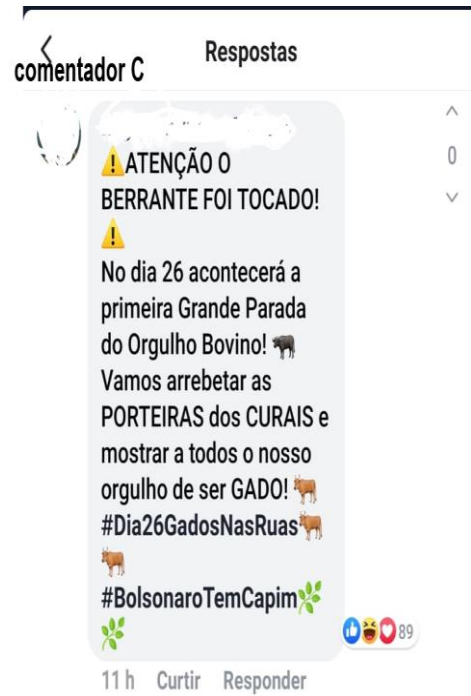 Respostas
comentador C
⚠️ATENÇÃO O
BERRANTE FOI TOCADO!
⚠️
No dia 26 acontecerá a
primeira Grande Parada
do Orgulho Bovino! 🐃
Vamos arrebetar as
PORTEIRAS dos CURAIS e
mostrar a todos o nosso
orgulho de ser GADO! 🐂
#Dia26GadosNasRuas🐂
🐂
#BolsonaroTemCapim🌿
🌿
0
89
11 h Curtir Responder